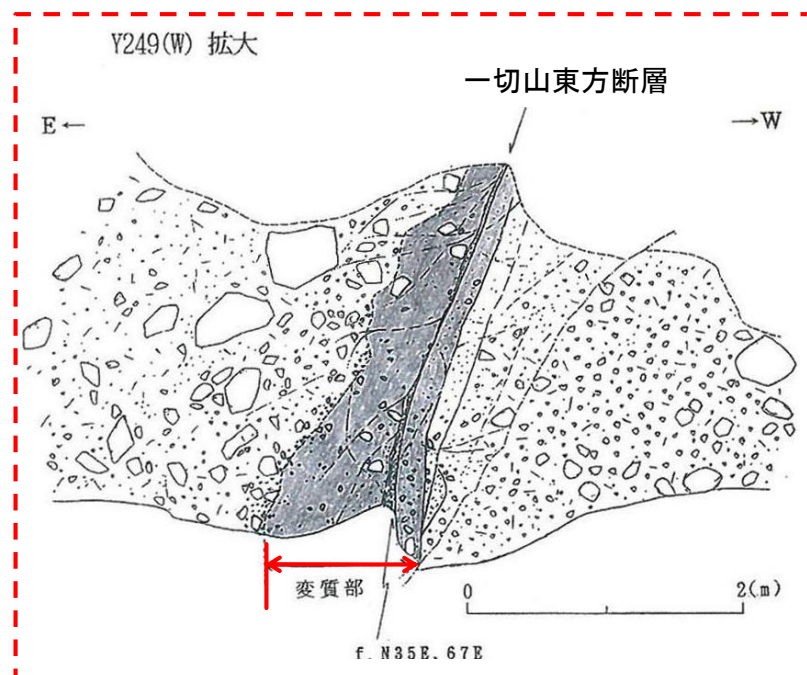 Y249(W) 拡大
一切山東方断層
E ←
→W
変質部
0
2(m)
f. N35E, 67E